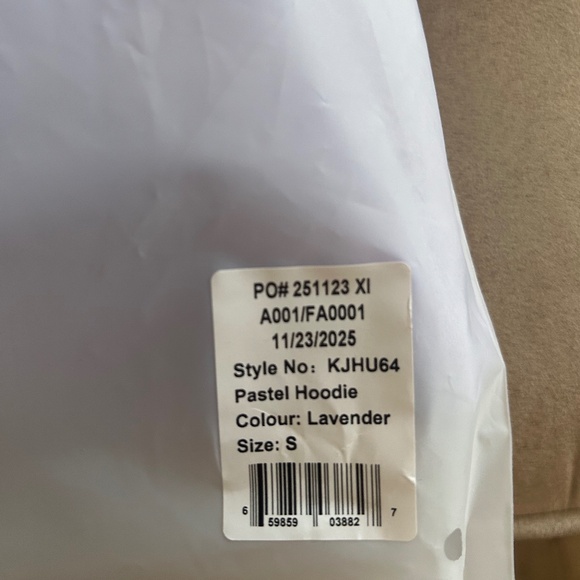 PO# 251123 XI
A001/FA0001
11/23/2025
Style No: KJHU64
Pastel Hoodie
Colour: Lavender
Size: S
6 59859 03882 7